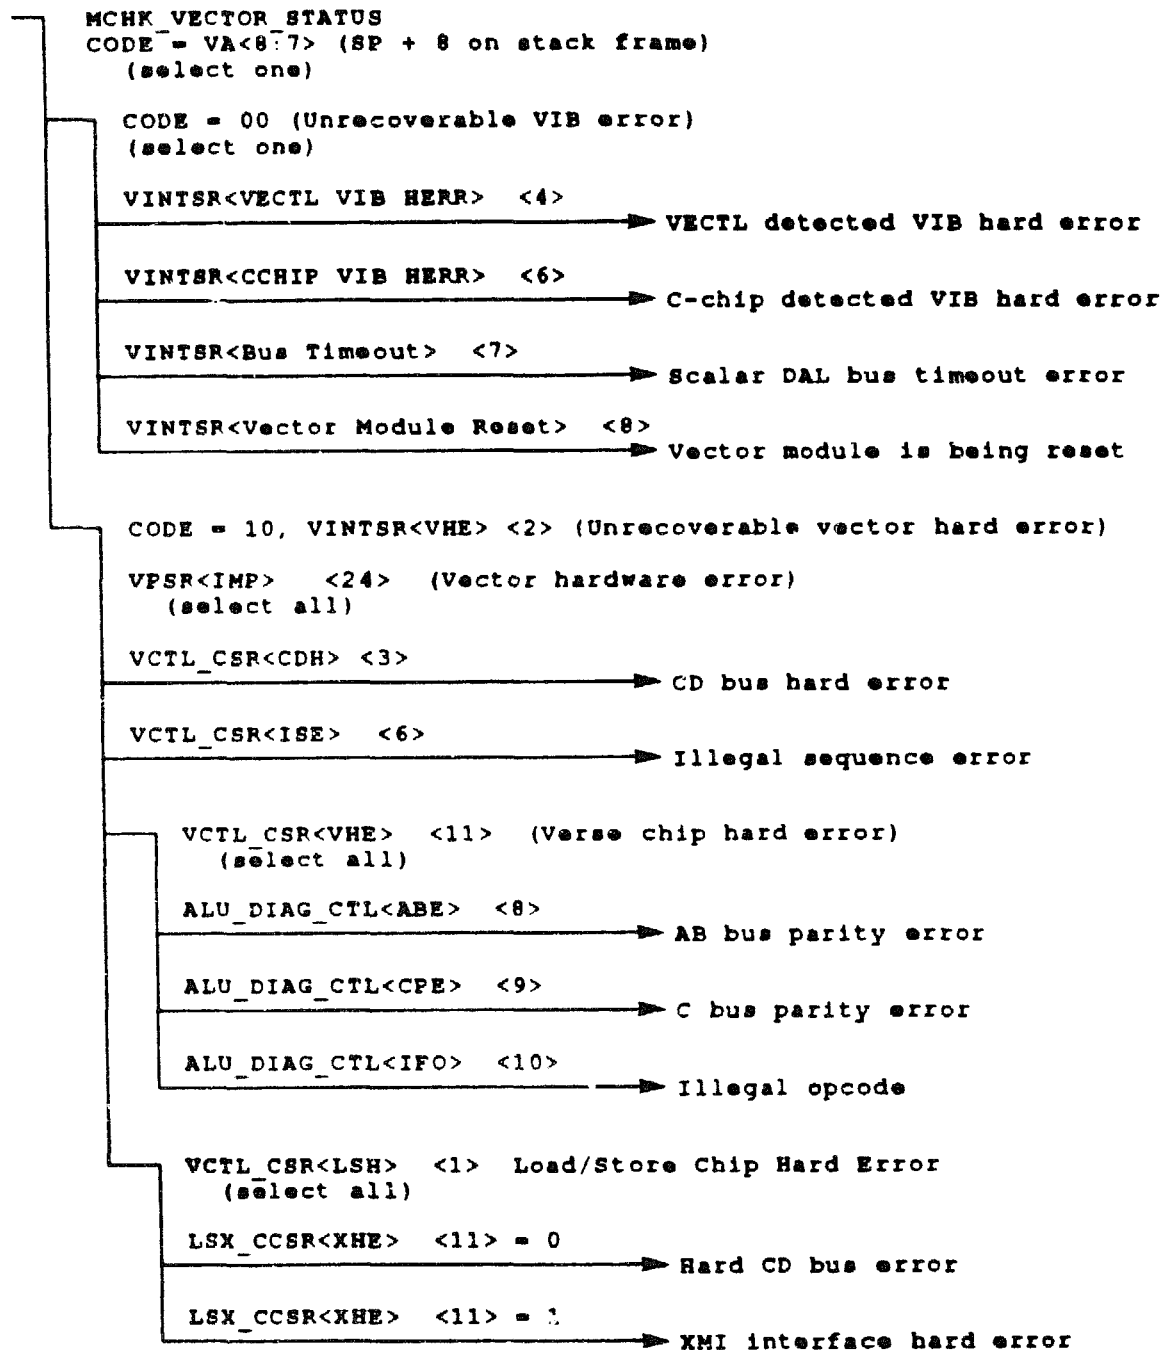 MCHK_VECTOR_STATUS
CODE = VA<8:7> (SP + 8 on stack frame)
(select one)
CODE = 00 (Unrecoverable VIB error)
(select one)
VINTSR<VECTL VIB HERR> <4>
VECTL detected VIB hard error
VINTSR<CCHIP VIB HERR> <6>
C-chip detected VIB hard error
VINTSR<Bus Timeout> <7>
Scalar DAL bus timeout error
VINTSR<Vector Module Reset> <8>
Vector module is being reset
CODE = 10, VINTSR<VHE> <2> (Unrecoverable vector hard error)
VPSR<IMP> <24> (Vector hardware error)
(select all)
VCTL_CSR<CDH> <3>
CD bus hard error
VCTL_CSR<ISE> <6>
Illegal sequence error
VCTL_CSR<VHE> <11> (Verse chip hard error)
(select all)
ALU_DIAG_CTL<ABE> <8>
AB bus parity error
ALU_DIAG_CTL<CPE> <9>
C bus parity error
ALU_DIAG_CTL<IFO> <10>
Illegal opcode
VCTL_CSR<LSH> <1> Load/Store Chip Hard Error
(select all)
LSX_CCSR<XHE> <11> = 0
Hard CD bus error
LSX_CCSR<XHE> <11> = 1
XMI interface hard error